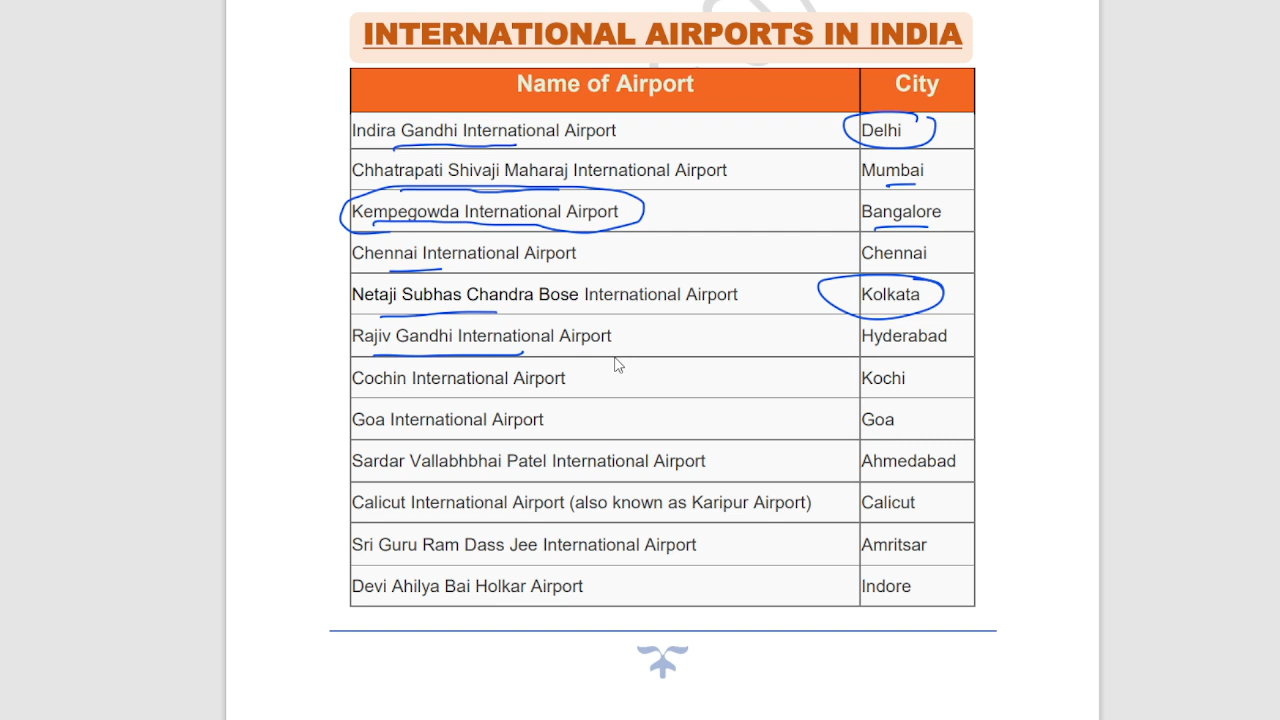 INTERNATIONAL AIRPORTS IN INDIA
Name of Airport City
Indira Gandhi International Airport Delhi
Chhatrapati Shivaji Maharaj International Airport Mumbai
Kempegowda International Airport Bangalore
Chennai International Airport Chennai
Netaji Subhas Chandra Bose International Airport Kolkata
Rajiv Gandhi International Airport Hyderabad
Cochin International Airport Kochi
Goa International Airport Goa
Sardar Vallabhbhai Patel International Airport Ahmedabad
Calicut International Airport (also known as Karipur Airport) Calicut
Sri Guru Ram Dass Jee International Airport Amritsar
Devi Ahilya Bai Holkar Airport Indore